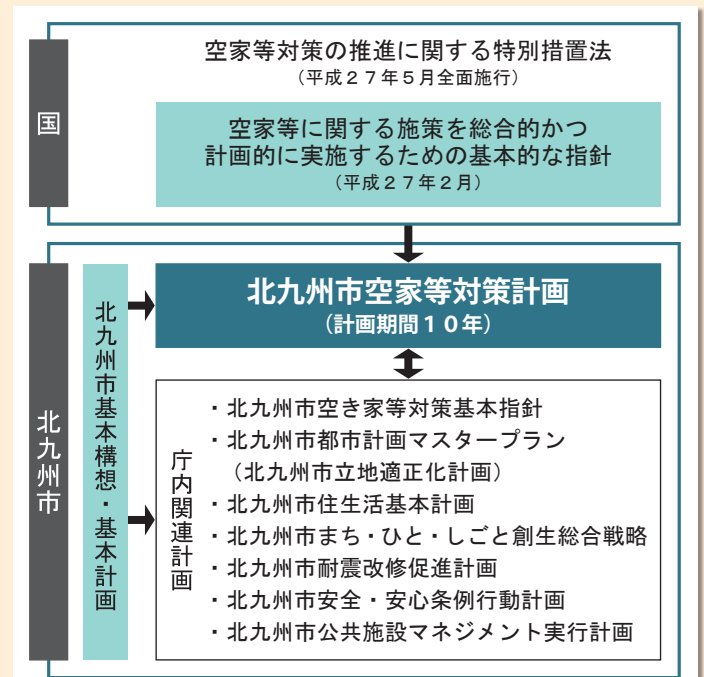 国
空家等対策の推進に関する特別措置法
（平成２７年５月全面施行）
空家等に関する施策を総合的かつ
計画的に実施するための基本的な指針
（平成２７年２月）
北九州市
北九州市基本構想・基本計画
北九州市空家等対策計画
（計画期間１０年）
庁内関連計画
・北九州市空き家等対策基本指針
・北九州市都市計画マスタープラン
（北九州市立地適正化計画）
・北九州市住生活基本計画
・北九州市まち・ひと・しごと創生総合戦略
・北九州市耐震改修促進計画
・北九州市安全・安心条例行動計画
・北九州市公共施設マネジメント実行計画